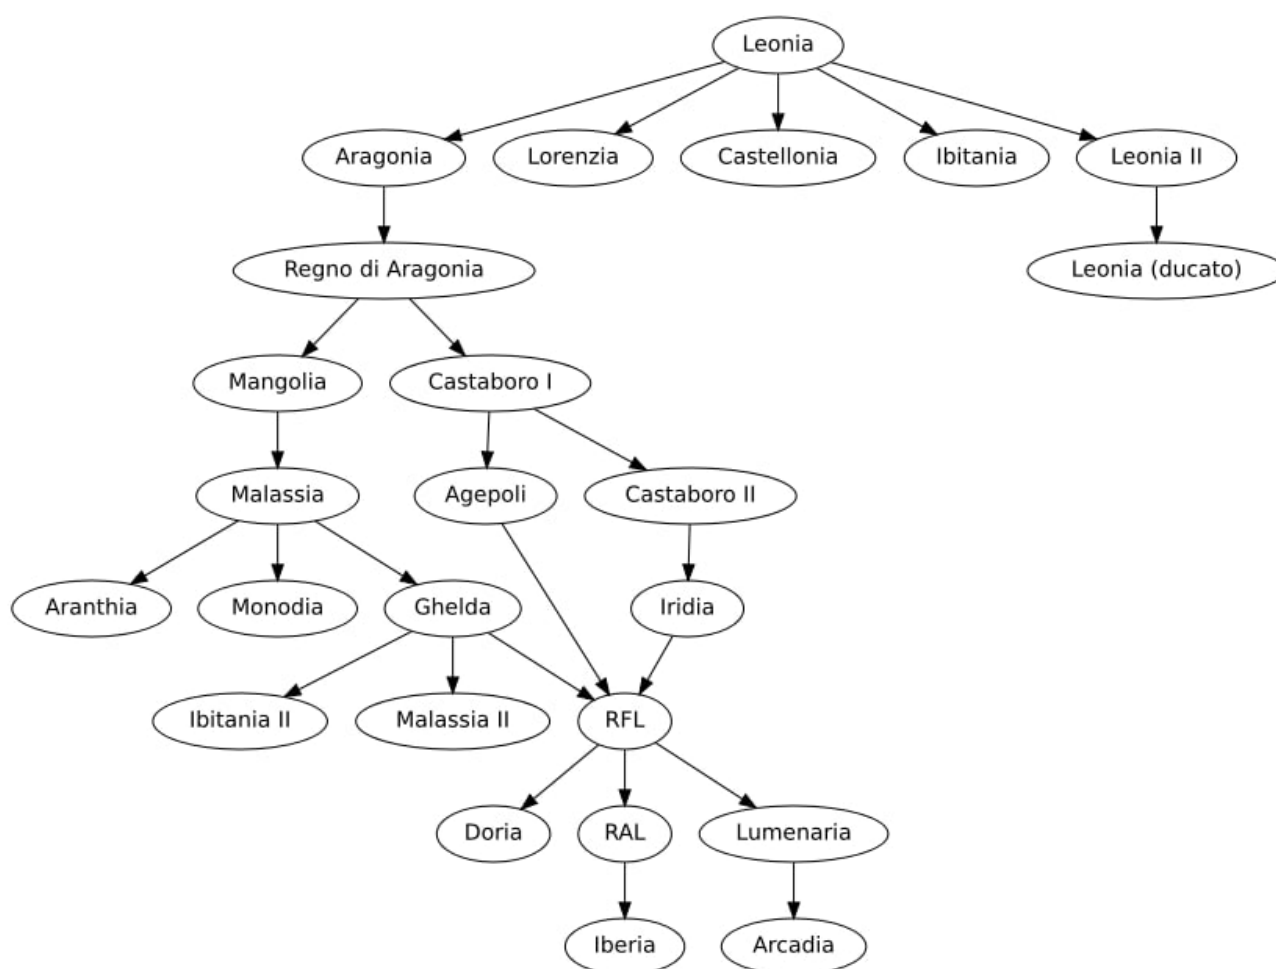 Leonia
Aragonia
Lorenzia
Castellonia
Ibitania
Leonia II
Regno di Aragonia
Leonia (ducato)
Mangolia
Castaboro I
Malassia
Agepoli
Castaboro II
Aranthia
Monodia
Ghelda
Iridia
Ibitania II
Malassia II
RFL
Doria
RAL
Lumenaria
Iberia
Arcadia